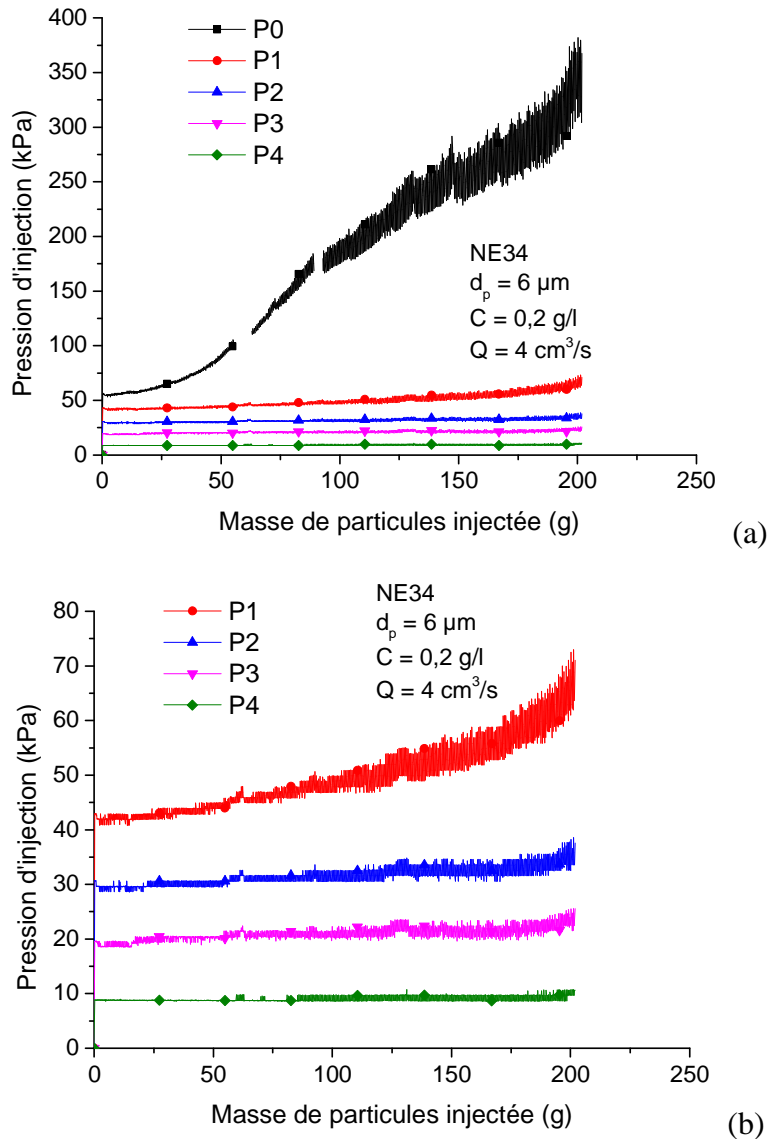 400
350
300
250
200
150
100
50
0
Pression d'injection (kPa)
P0
P1
P2
P3
P4
NE34
d_p = 6 µm
C = 0,2 g/l
Q = 4 cm³/s
0 50 100 150 200 250
Masse de particules injectée (g)
(a)
80
70
60
50
40
30
20
10
0
Pression d'injection (kPa)
P1
P2
P3
P4
NE34
d_p = 6 µm
C = 0,2 g/l
Q = 4 cm³/s
0 50 100 150 200 250
Masse de particules injectée (g)
(b)